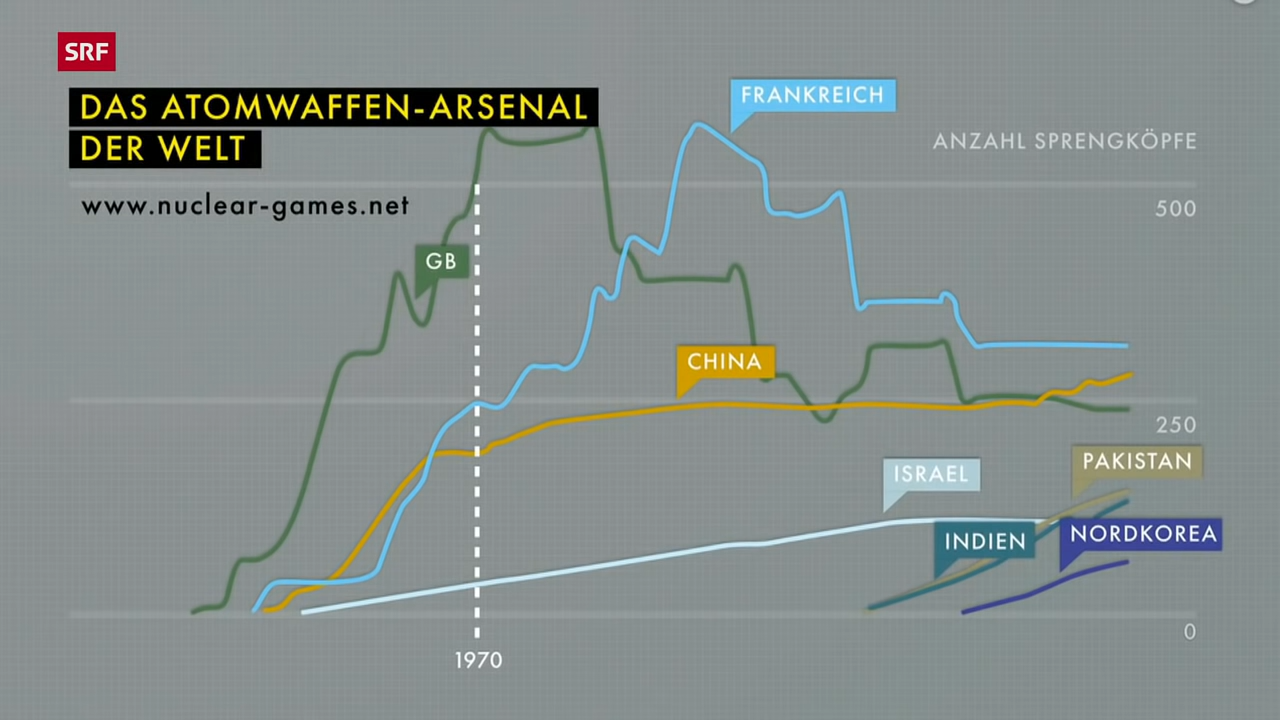 SRF
DAS ATOMWAFFEN-ARSENAL
DER WELT
www.nuclear-games.net
FRANKREICH
ANZAHL SPRENGKÖPFE
500
GB
CHINA
250
ISRAEL
PAKISTAN
INDIEN
NORDKOREA
0
1970